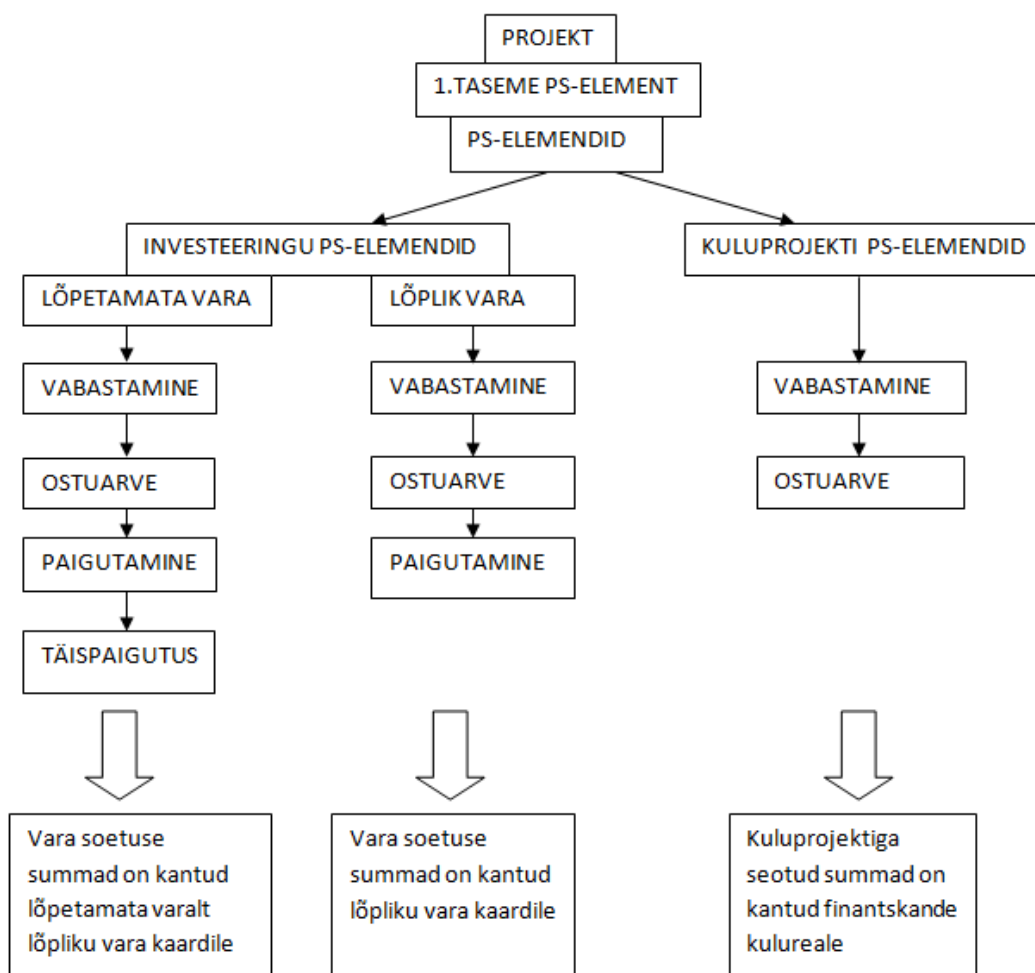 PROJEKT
1.TASEME PS-ELEMENT
PS-ELEMENDID
INVESTEERINGU PS-ELEMENDID
KULUPROJEKTI PS-ELEMENDID
LÕPETAMATA VARA
LÕPLIK VARA
VABASTAMINE
VABASTAMINE
VABASTAMINE
OSTUARVE
OSTUARVE
OSTUARVE
PAIGUTAMINE
PAIGUTAMINE
TÄISPAIGUTUS
Vara soetuse
summad on kantud
lõpetamata varalt
lõpliku vara kaardile
Vara soetuse
summad on kantud
lõpliku vara kaardile
Kuluprojektiga
seotud summad on
kantud finantskande
kulureale